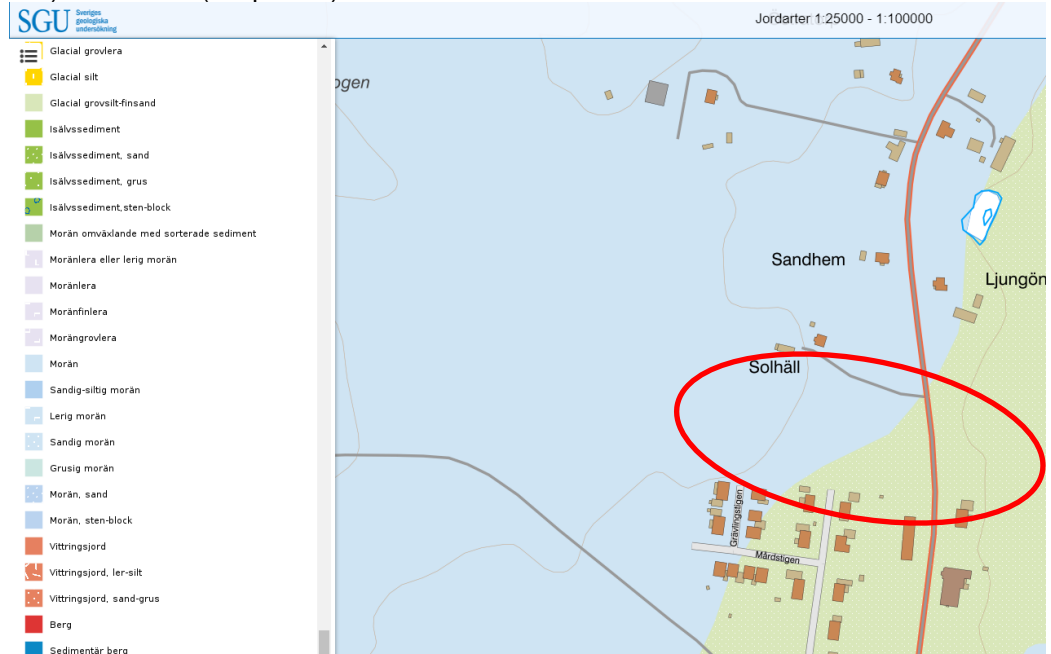 SGU Sveriges
geologiska
undersökning
Jordarter 1:25000 - 1:100000
Glacial grovlera
Glacial silt
Glacial grovsilt-finsand
Isälvssediment
Isälvssediment, sand
Isälvssediment, grus
Isälvssediment,sten-block
Morän omväxlande med sorterade sediment
Moränlera eller lerig morän
Moränlera
Moränfinlera
Morängrovlera
Morän
Sandig-siltig morän
Lerig morän
Sandig morän
Grusig morän
Morän, sand
Morän, sten-block
Vittringsjord
Vittringsjord, ler-silt
Vittringsjord, sand-grus
Berg
Sedimentär berg
ogen
Sandhem
Ljungön
Solhäll
Grävlingstigen
Mårdstigen